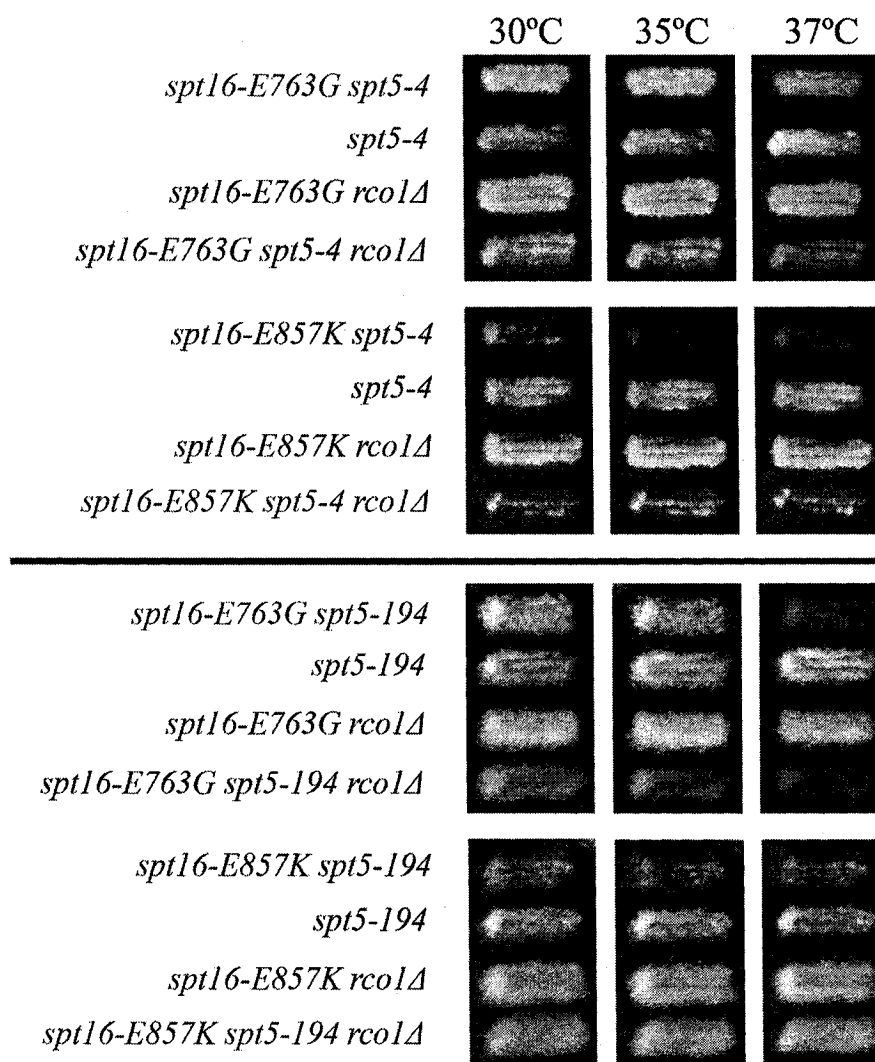 30ºC 35ºC 37ºC
spt16-E763G spt5-4
spt5-4
spt16-E763G rco1Δ
spt16-E763G spt5-4 rco1Δ
spt16-E857K spt5-4
spt5-4
spt16-E857K rco1Δ
spt16-E857K spt5-4 rco1Δ
spt16-E763G spt5-194
spt5-194
spt16-E763G rco1Δ
spt16-E763G spt5-194 rco1Δ
spt16-E857K spt5-194
spt5-194
spt16-E857K rco1Δ
spt16-E857K spt5-194 rco1Δ